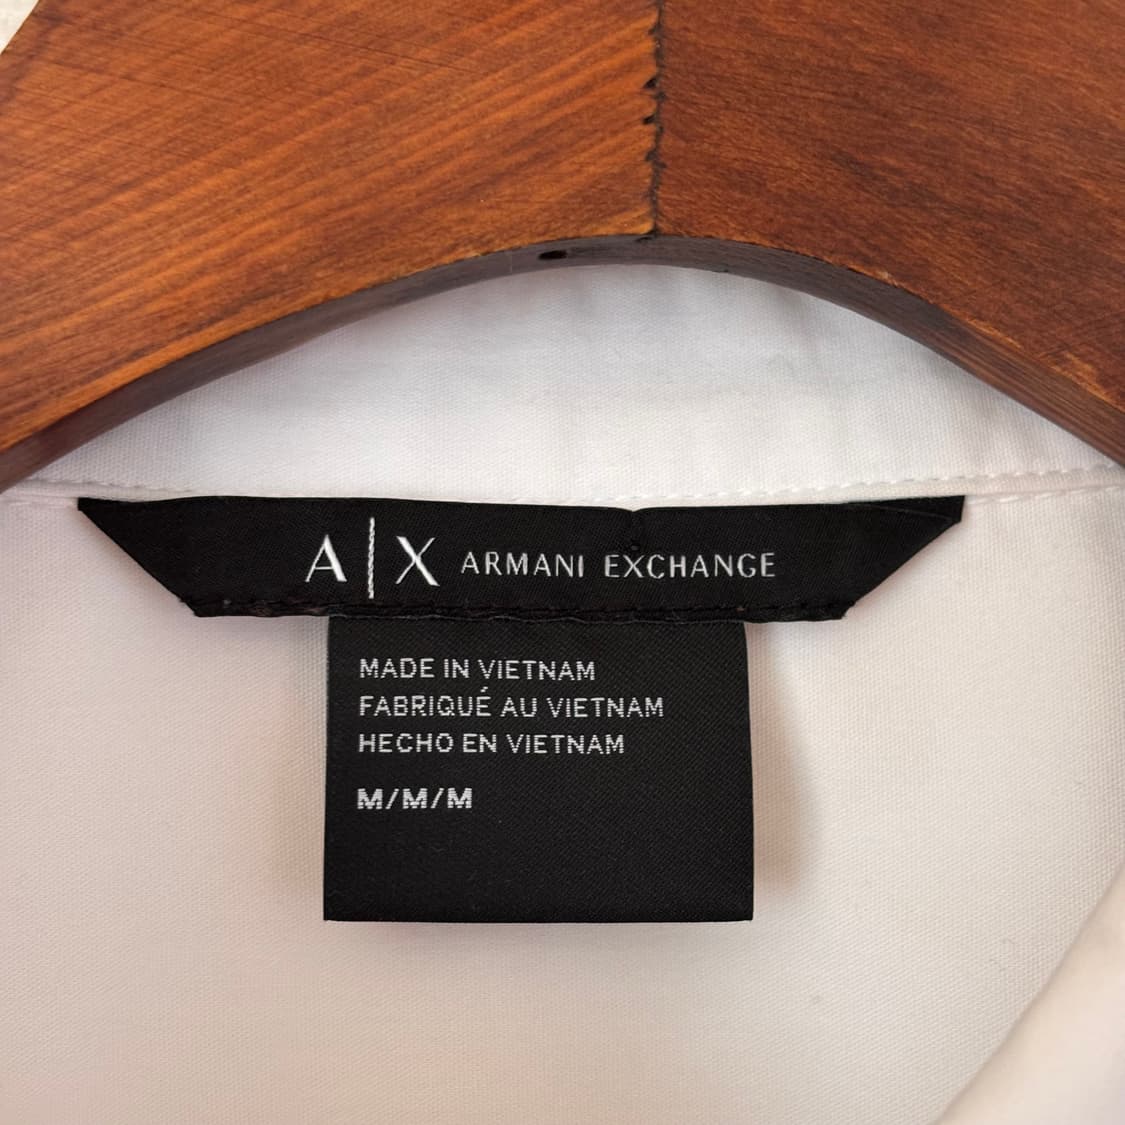 A|X ARMANI EXCHANGE
MADE IN VIETNAM
FABRIQUÉ AU VIETNAM
HECHO EN VIETNAM
M/M/M